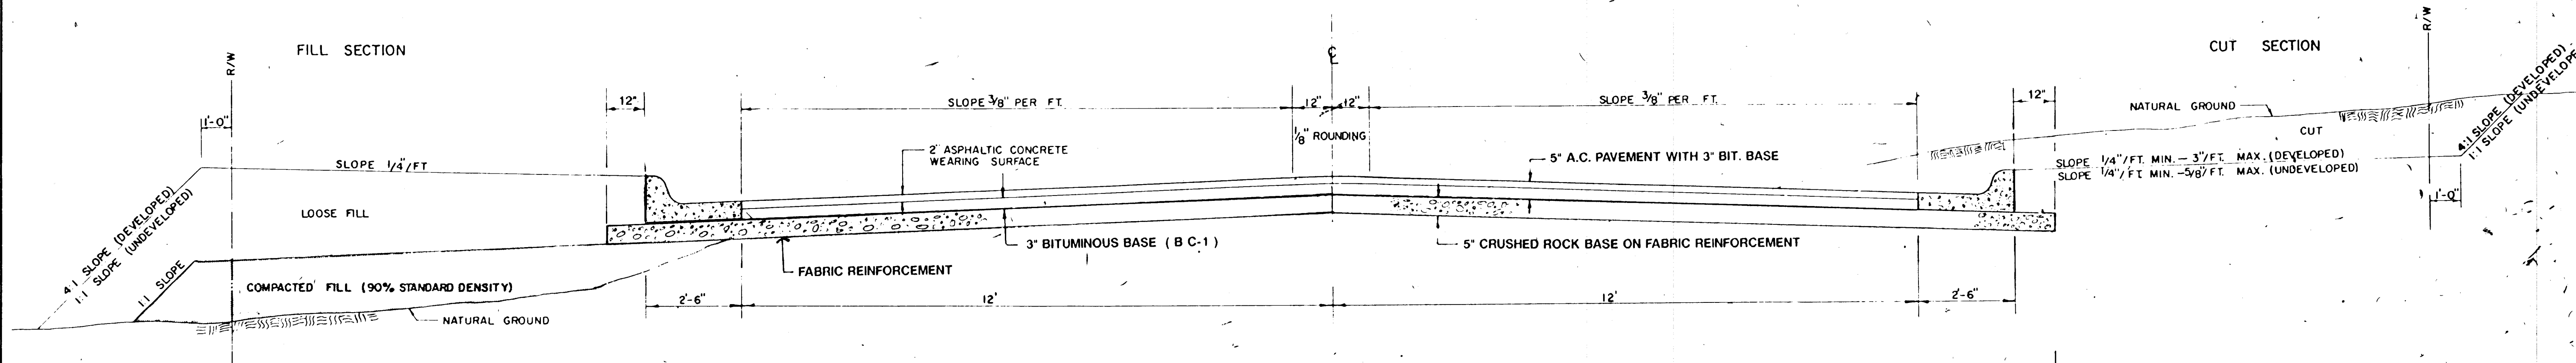 FILL SECTION
R/W
1'-0"
SLOPE 1/4"/FT
4:1 SLOPE (DEVELOPED)
1:1 SLOPE (UNDEVELOPED)
LOOSE FILL
1:1 SLOPE
COMPACTED FILL (90% STANDARD DENSITY)
NATURAL GROUND
12"
SLOPE 3/8" PER FT.
12" 12"
℄
1/8" ROUNDING
2" ASPHALTIC CONCRETE
WEARING SURFACE
3" BITUMINOUS BASE ( B C-1 )
FABRIC REINFORCEMENT
2'-6"
12'
SLOPE 3/8" PER FT.
5" A.C. PAVEMENT WITH 3" BIT. BASE
5" CRUSHED ROCK BASE ON FABRIC REINFORCEMENT
12'
2'-6"
12"
CUT SECTION
R/W
NATURAL GROUND
CUT
SLOPE 1/4"/FT. MIN. - 3"/FT. MAX. (DEVELOPED)
SLOPE 1/4"/FT MIN. -5/8"/FT. MAX. (UNDEVELOPED)
1'-0"
4:1 SLOPE (DEVELOPED)
1:1 SLOPE (UNDEVELOPED)